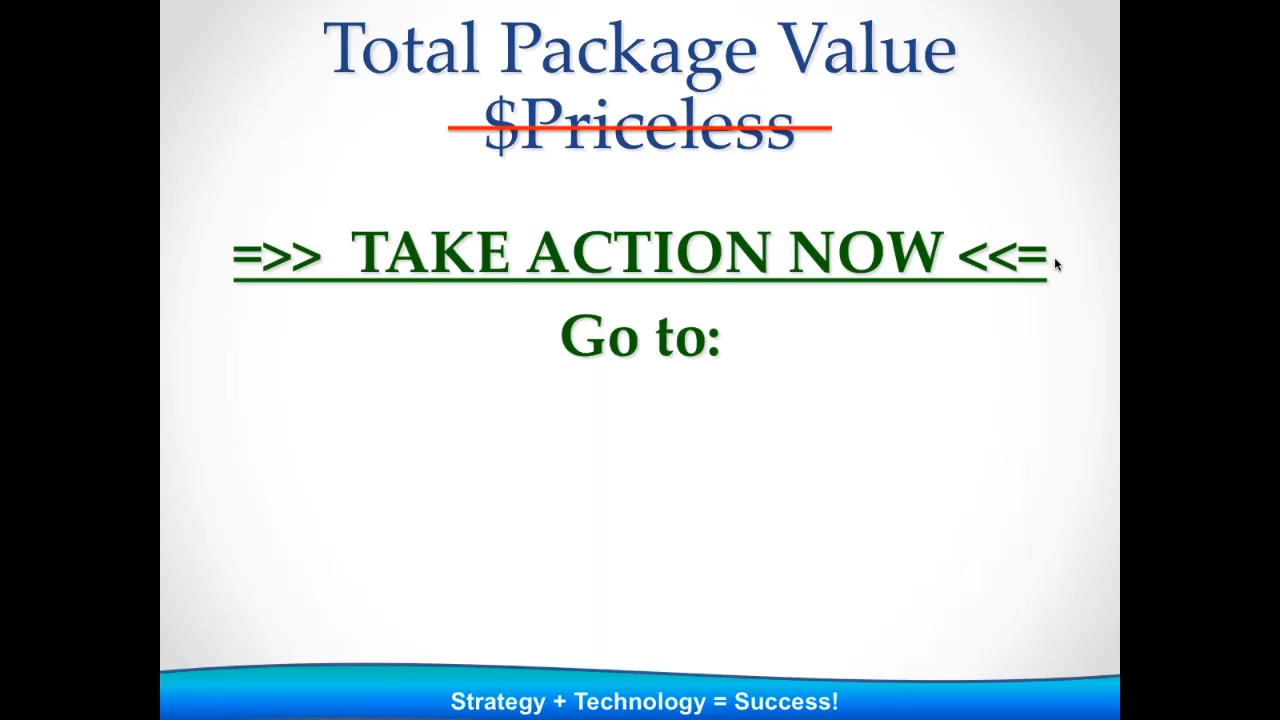 Total Package Value
$Priceless
=>> TAKE ACTION NOW <<=
Go to:
Strategy + Technology = Success!